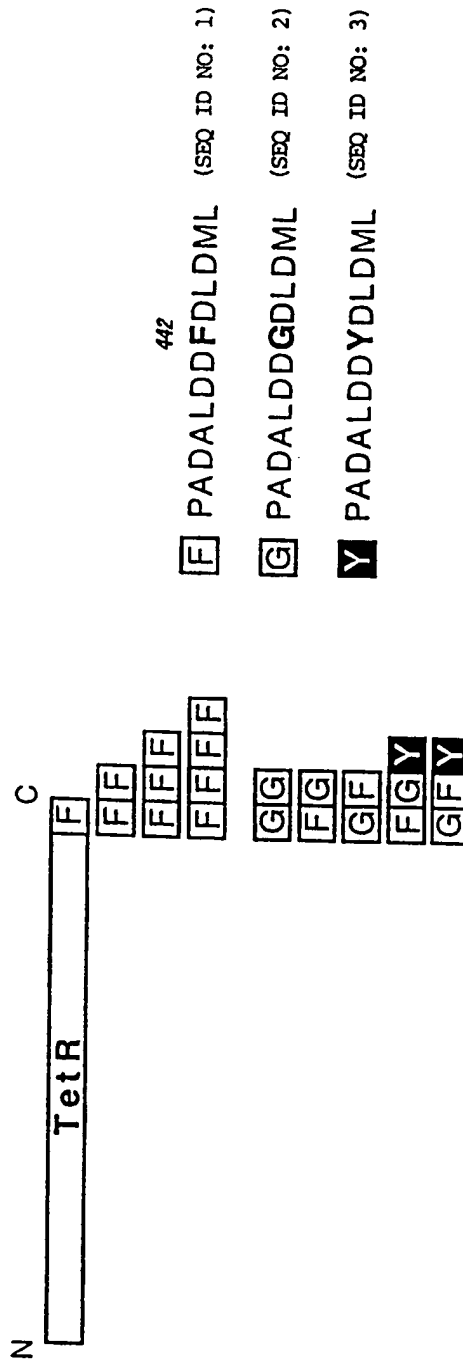 N C
TetR F
F F
F F F
F F F F
G G
F G
G F
F G Y
G F Y
442
F PADALDDFDLDML (SEQ ID NO: 1)
G PADALDDGDLDML (SEQ ID NO: 2)
Y PADALDDYDLDML (SEQ ID NO: 3)